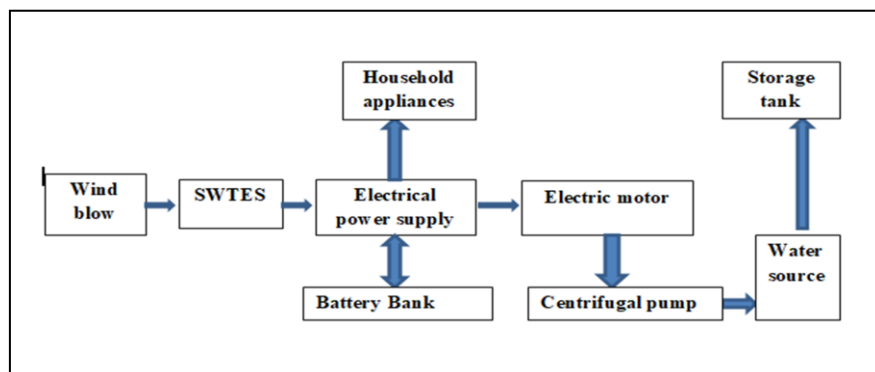 Household
appliances
Storage
tank
Wind
blow
SWTES
Electrical
power supply
Electric motor
Water
source
Battery Bank
Centrifugal pump